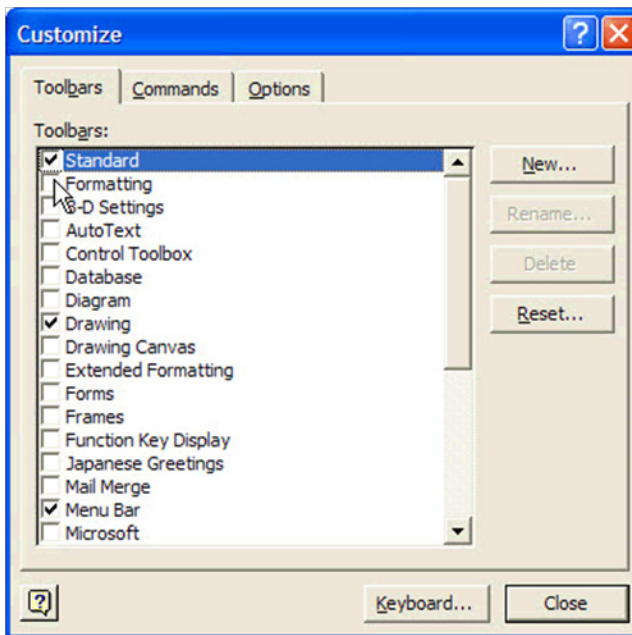 Customize
Toolbars Commands Options
Toolbars:
Standard
Formatting
3-D Settings
AutoText
Control Toolbox
Database
Diagram
Drawing
Drawing Canvas
Extended Formatting
Forms
Frames
Function Key Display
Japanese Greetings
Mail Merge
Menu Bar
Microsoft
New...
Rename...
Delete
Reset...
Keyboard... Close